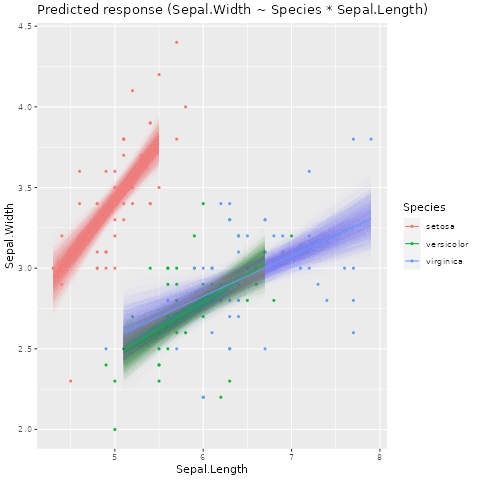 Predicted response (Sepal.Width ~ Species * Sepal.Length)
4.5
4.0
3.5
3.0
2.5
2.0
Sepal.Width
5
6
7
8
Sepal.Length
Species
setosa
versicolor
virginica